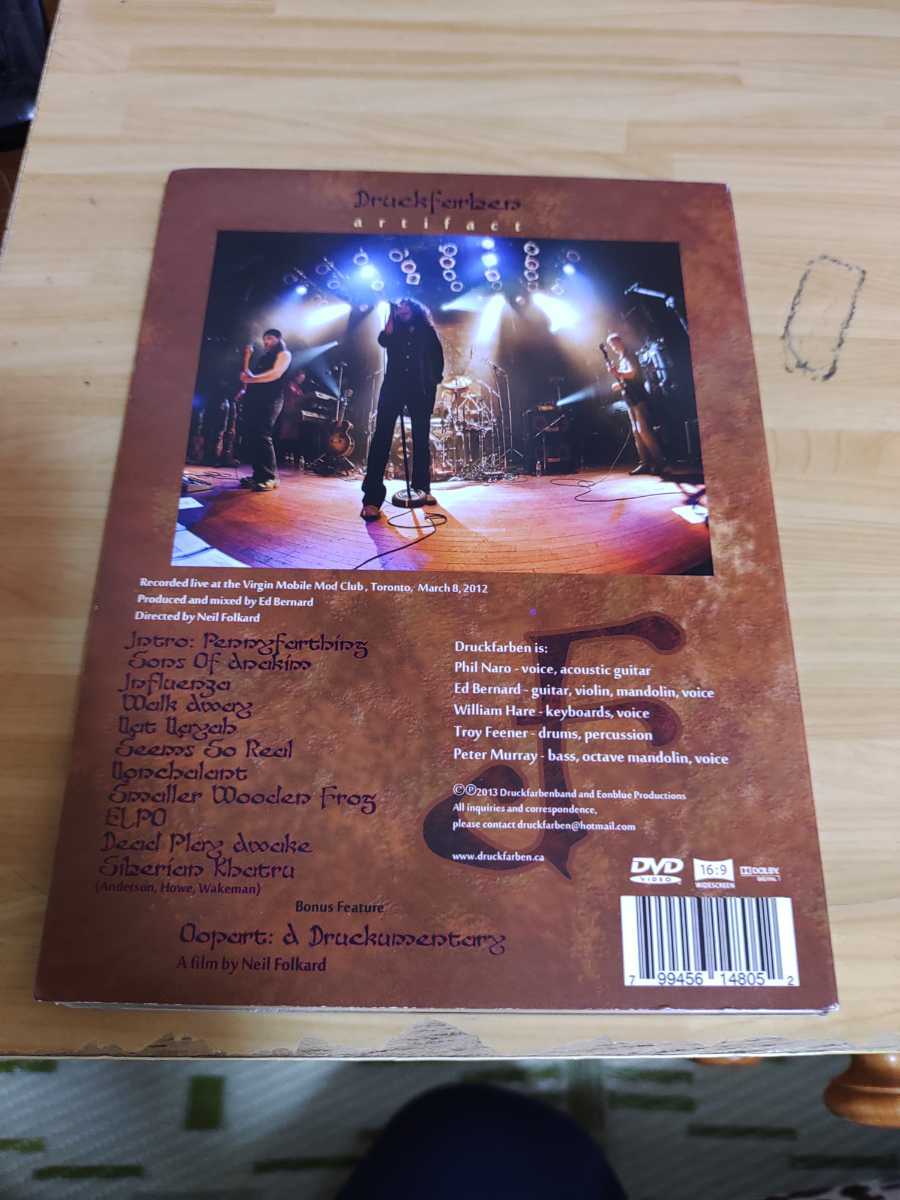 Druckfarben
artifact
Recorded live at the Virgin Mobile Mod Club, Toronto, March 8, 2012
Produced and mixed by Ed Bernard
Directed by Neil Folkard
Intro: Pennyfarthing
Sons Of Anakim
Influenza
Walk Away
Nat Nayah
Seems So Real
Nonchalant
Smaller Wooden Frog
ELPO
Dead Play Awake
Siberian Khatru
(Anderson, Howe, Wakeman)
Bonus Feature
Oopart: A Druckumentary
A film by Neil Folkard
Druckfarben is:
Phil Naro - voice, acoustic guitar
Ed Bernard - guitar, violin, mandolin, voice
William Hare - keyboards, voice
Troy Feener - drums, percussion
Peter Murray - bass, octave mandolin, voice
©℗2013 Druckfarbenband and Eonblue Productions
All inquiries and correspondence,
please contact druckfarben@hotmail.com
www.druckfarben.ca
DVD VIDEO
16:9 WIDESCREEN
DOLBY DIGITAL
7 99456 14805 2